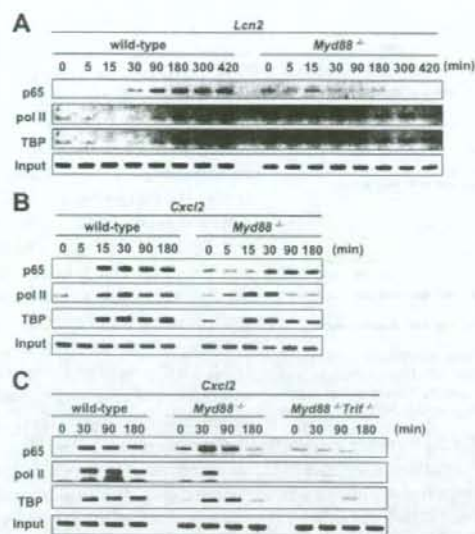 A
Lcn2
wild-type Myd88 -/-
0 5 15 30 90 180 300 420 0 5 15 30 90 180 300 420 (min)
p65
pol II
TBP
Input
B
Cxcl2
wild-type Myd88 -/-
0 5 15 30 90 180 0 5 15 30 90 180 (min)
p65
pol II
TBP
Input
C
Cxcl2
wild-type Myd88 -/- Myd88 -/- Trif -/-
0 30 90 180 0 30 90 180 0 30 90 180 (min)
p65
pol II
TBP
Input